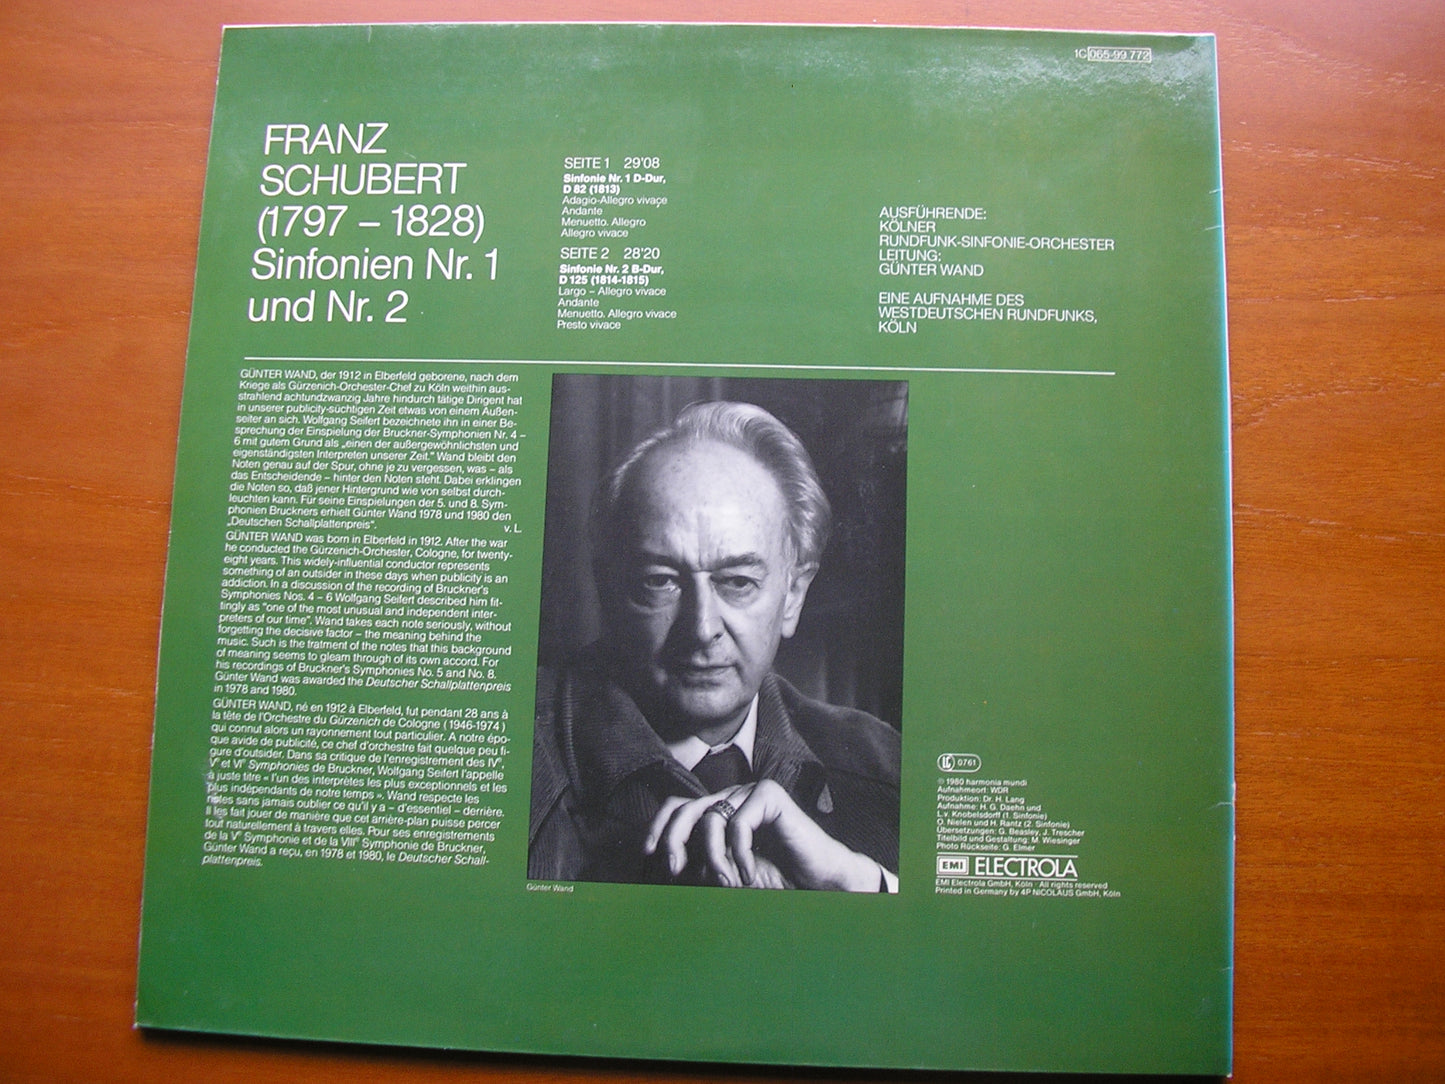 1C 065-99 772
FRANZ
SCHUBERT
(1797 – 1828)
Sinfonien Nr. 1
und Nr. 2
SEITE 1 29'08
Sinfonie Nr. 1 D-Dur,
D 82 (1813)
Adagio-Allegro vivaçe
Andante
Menuetto. Allegro
Allegro vivace
SEITE 2 28'20
Sinfonie Nr. 2 B-Dur,
D 125 (1814-1815)
Largo – Allegro vivace
Andante
Menuetto. Allegro vivace
Presto vivace
AUSFÜHRENDE:
KÖLNER
RUNDFUNK-SINFONIE-ORCHESTER
LEITUNG:
GÜNTER WAND
EINE AUFNAHME DES
WESTDEUTSCHEN RUNDFUNKS,
KÖLN
GÜNTER WAND, der 1912 in Elberfeld geborene, nach dem
Kriege als Gürzenich-Orchester-Chef zu Köln weithin aus-
strahlend achtundzwanzig Jahre hindurch tätige Dirigent hat
in unserer publicity-süchtigen Zeit etwas von einem Außen-
seiter an sich. Wolfgang Seifert bezeichnete ihn in einer Be-
sprechung der Einspielung der Bruckner-Symphonien Nr. 4 –
6 mit gutem Grund als „einen der außergewöhnlichsten und
eigenständigsten Interpreten unserer Zeit." Wand bleibt den
Noten genau auf der Spur, ohne je zu vergessen, was – als
das Entscheidende – hinter den Noten steht. Dabei erklingen
die Noten so, daß jener Hintergrund wie von selbst durch-
leuchten kann. Für seine Einspielungen der 5. und 8. Sym-
phonien Bruckners erhielt Günter Wand 1978 und 1980 den
„Deutschen Schallplattenpreis“. v. L.
GÜNTER WAND was born in Elberfeld in 1912. After the war
he conducted the Gürzenich-Orchester, Cologne, for twenty-
eight years. This widely-influential conductor represents
something of an outsider in these days when publicity is an
addiction. In a discussion of the recording of Bruckner's
Symphonies Nos. 4 – 6 Wolfgang Seifert described him fit-
tingly as "one of the most unusual and independent inter-
preters of our time". Wand takes each note seriously, without
forgetting the decisive factor – the meaning behind the
music. Such is the tratment of the notes that this background
of meaning seems to gleam through of its own accord. For
his recordings of Bruckner's Symphonies No. 5 and No. 8.
Günter Wand was awarded the Deutscher Schallplattenpreis
in 1978 and 1980.
GÜNTER WAND, né en 1912 à Elberfeld, fut pendant 28 ans à
la tête de l'Orchestre du Gürzenich de Cologne (1946-1974)
qui connut alors un rayonnement tout particulier. A notre épo-
que avide de publicité, ce chef d'orchestre fait quelque peu fi-
gure d'outsider. Dans sa critique de l'enregistrement des IVe,
Ve et VIe Symphonies de Bruckner, Wolfgang Seifert l'appelle
à juste titre « l'un des interprètes les plus exceptionnels et les
plus indépendants de notre temps ». Wand respecte les
notes sans jamais oublier ce qu'il y a – d'essentiel – derrière.
Il les fait jouer de manière que cet arrière-plan puisse percer
tout naturellement à travers elles. Pour ses enregistrements
de la Ve Symphonie et de la VIIIe Symphonie de Bruckner,
Günter Wand a reçu, en 1978 et 1980, le Deutscher Schall-
plattenpreis.
Günter Wand
LC 0761
℗ 1980 harmonia mundi
Aufnahmeort: WDR
Produktion: Dr. H. Lang
Aufnahme: H. G. Daehn und
L.v. Knobelsdorff (1. Sinfonie)
O. Nielen und H. Rantz (2. Sinfonie)
Übersetzungen: G. Beasley, J. Trescher
Titelbild und Gestaltung: M. Wiesinger
Photo Rückseite: G. Elmer
EMI ELECTROLA
EMI Electrola GmbH, Köln · All rights reserved
Printed in Germany by 4P NICOLAUS GmbH, Köln